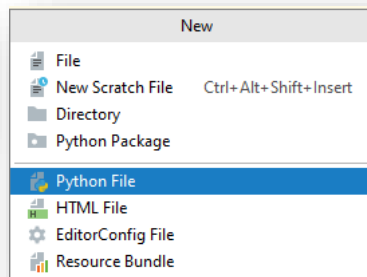 New
File
New Scratch File Ctrl+Alt+Shift+Insert
Directory
Python Package
Python File
H HTML File
EditorConfig File
Resource Bundle